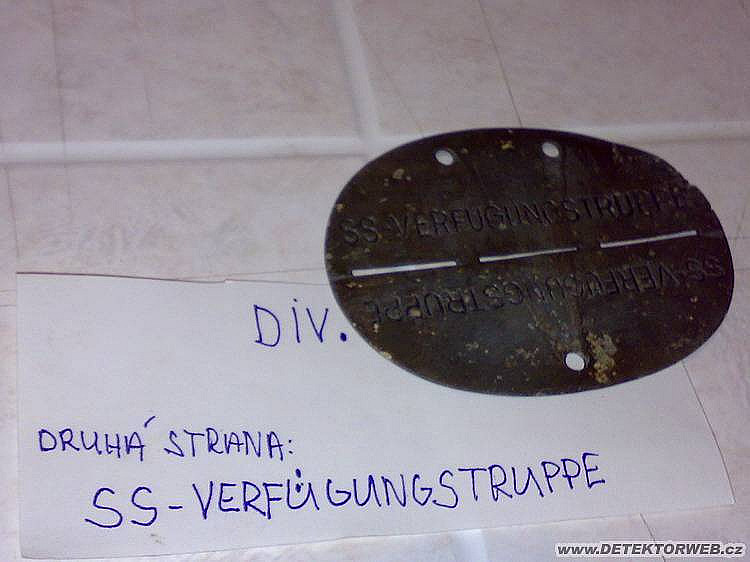 SS-VERFÜGUNGSTRUPPE
SS-VERFÜGUNGSTRUPPE
DIV.
DRUHÁ STRANA:
SS-VERFÜGUNGSTRUPPE
www.DETEKTORWEB.cz